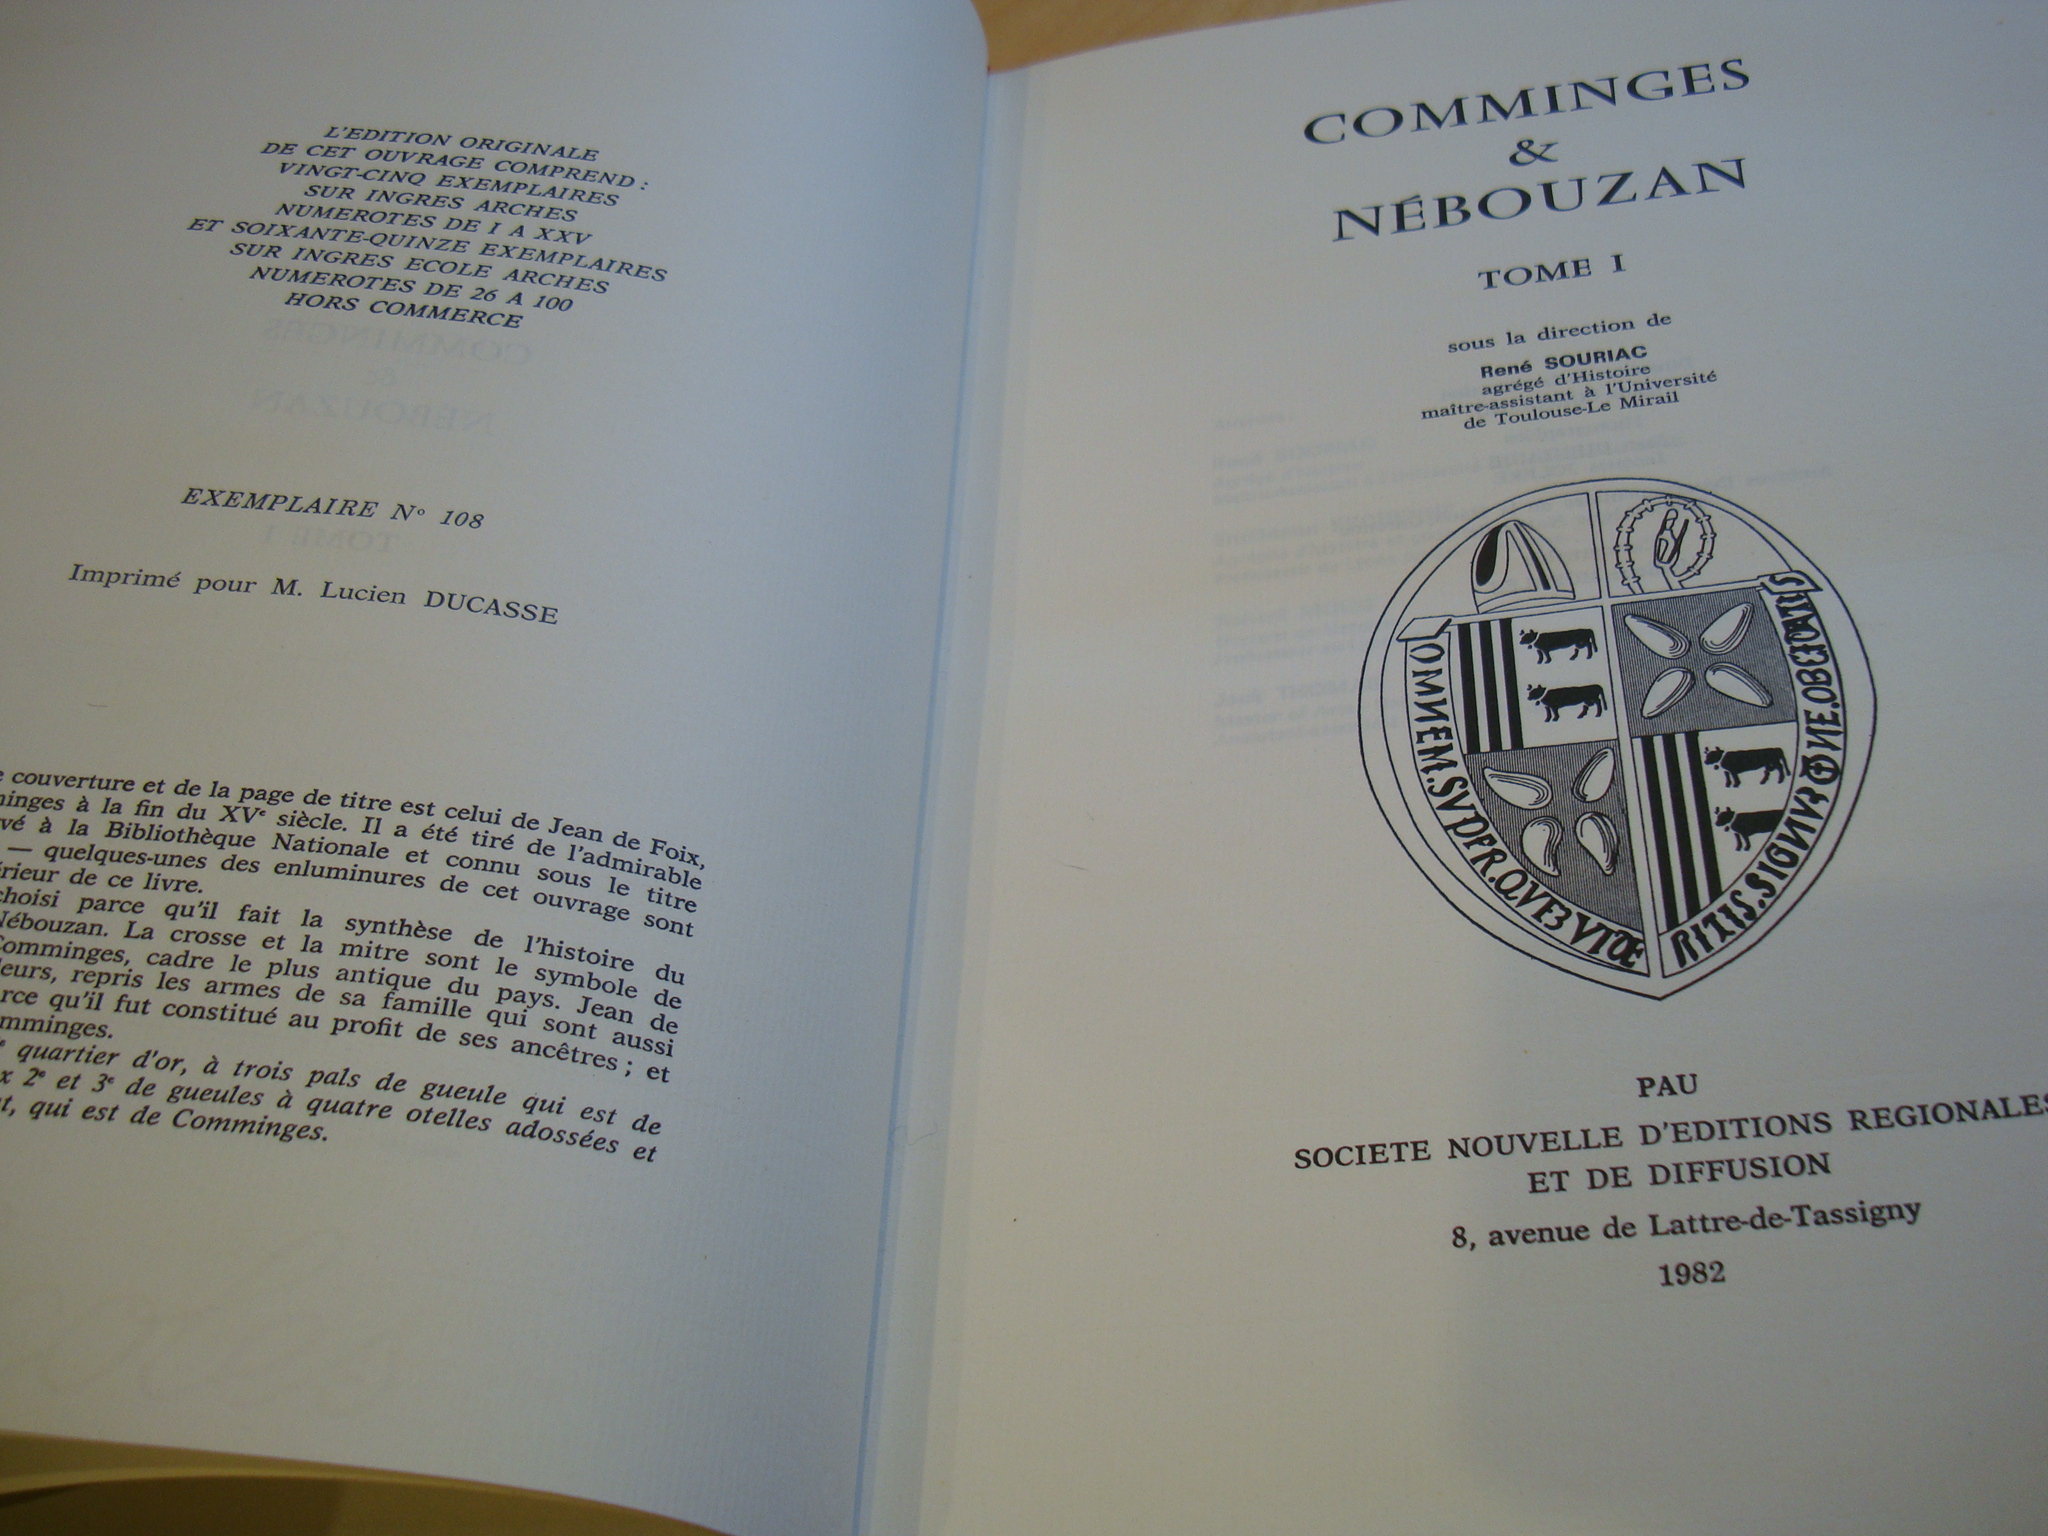 L'EDITION ORIGINALE
DE CET OUVRAGE COMPREND :
VINGT-CINQ EXEMPLAIRES
SUR INGRES ARCHES
NUMEROTES DE I A XXV
ET SOIXANTE-QUINZE EXEMPLAIRES
SUR INGRES ECOLE ARCHES
NUMEROTES DE 26 A 100
HORS COMMERCE
EXEMPLAIRE N° 108
Imprimé pour M. Lucien DUCASSE
couverture et de la page de titre est celui de Jean de Foix,
à la fin du XVe siècle. Il a été tiré de l'admirable
à la Bibliothèque Nationale et connu sous le titre
— quelques-unes des enluminures de cet ouvrage sont
de ce livre.
choisi parce qu'il fait la synthèse de l'histoire du
Nébouzan. La crosse et la mitre sont le symbole de
Comminges, cadre le plus antique du pays. Jean de
repris les armes de sa famille qui sont aussi
qu'il fut constitué au profit de ses ancêtres ; et
quartier d'or, à trois pals de gueule qui est de
2e et 3e de gueules à quatre otelles adossées et
qui est de Comminges.
COMMINGES
&
NÉBOUZAN
TOME I
sous la direction de
René SOURIAC
agrégé d'Histoire
maître-assistant à l'Université
de Toulouse-Le Mirail
PAU
SOCIETE NOUVELLE D'EDITIONS REGIONALES
ET DE DIFFUSION
8, avenue de Lattre-de-Tassigny
1982